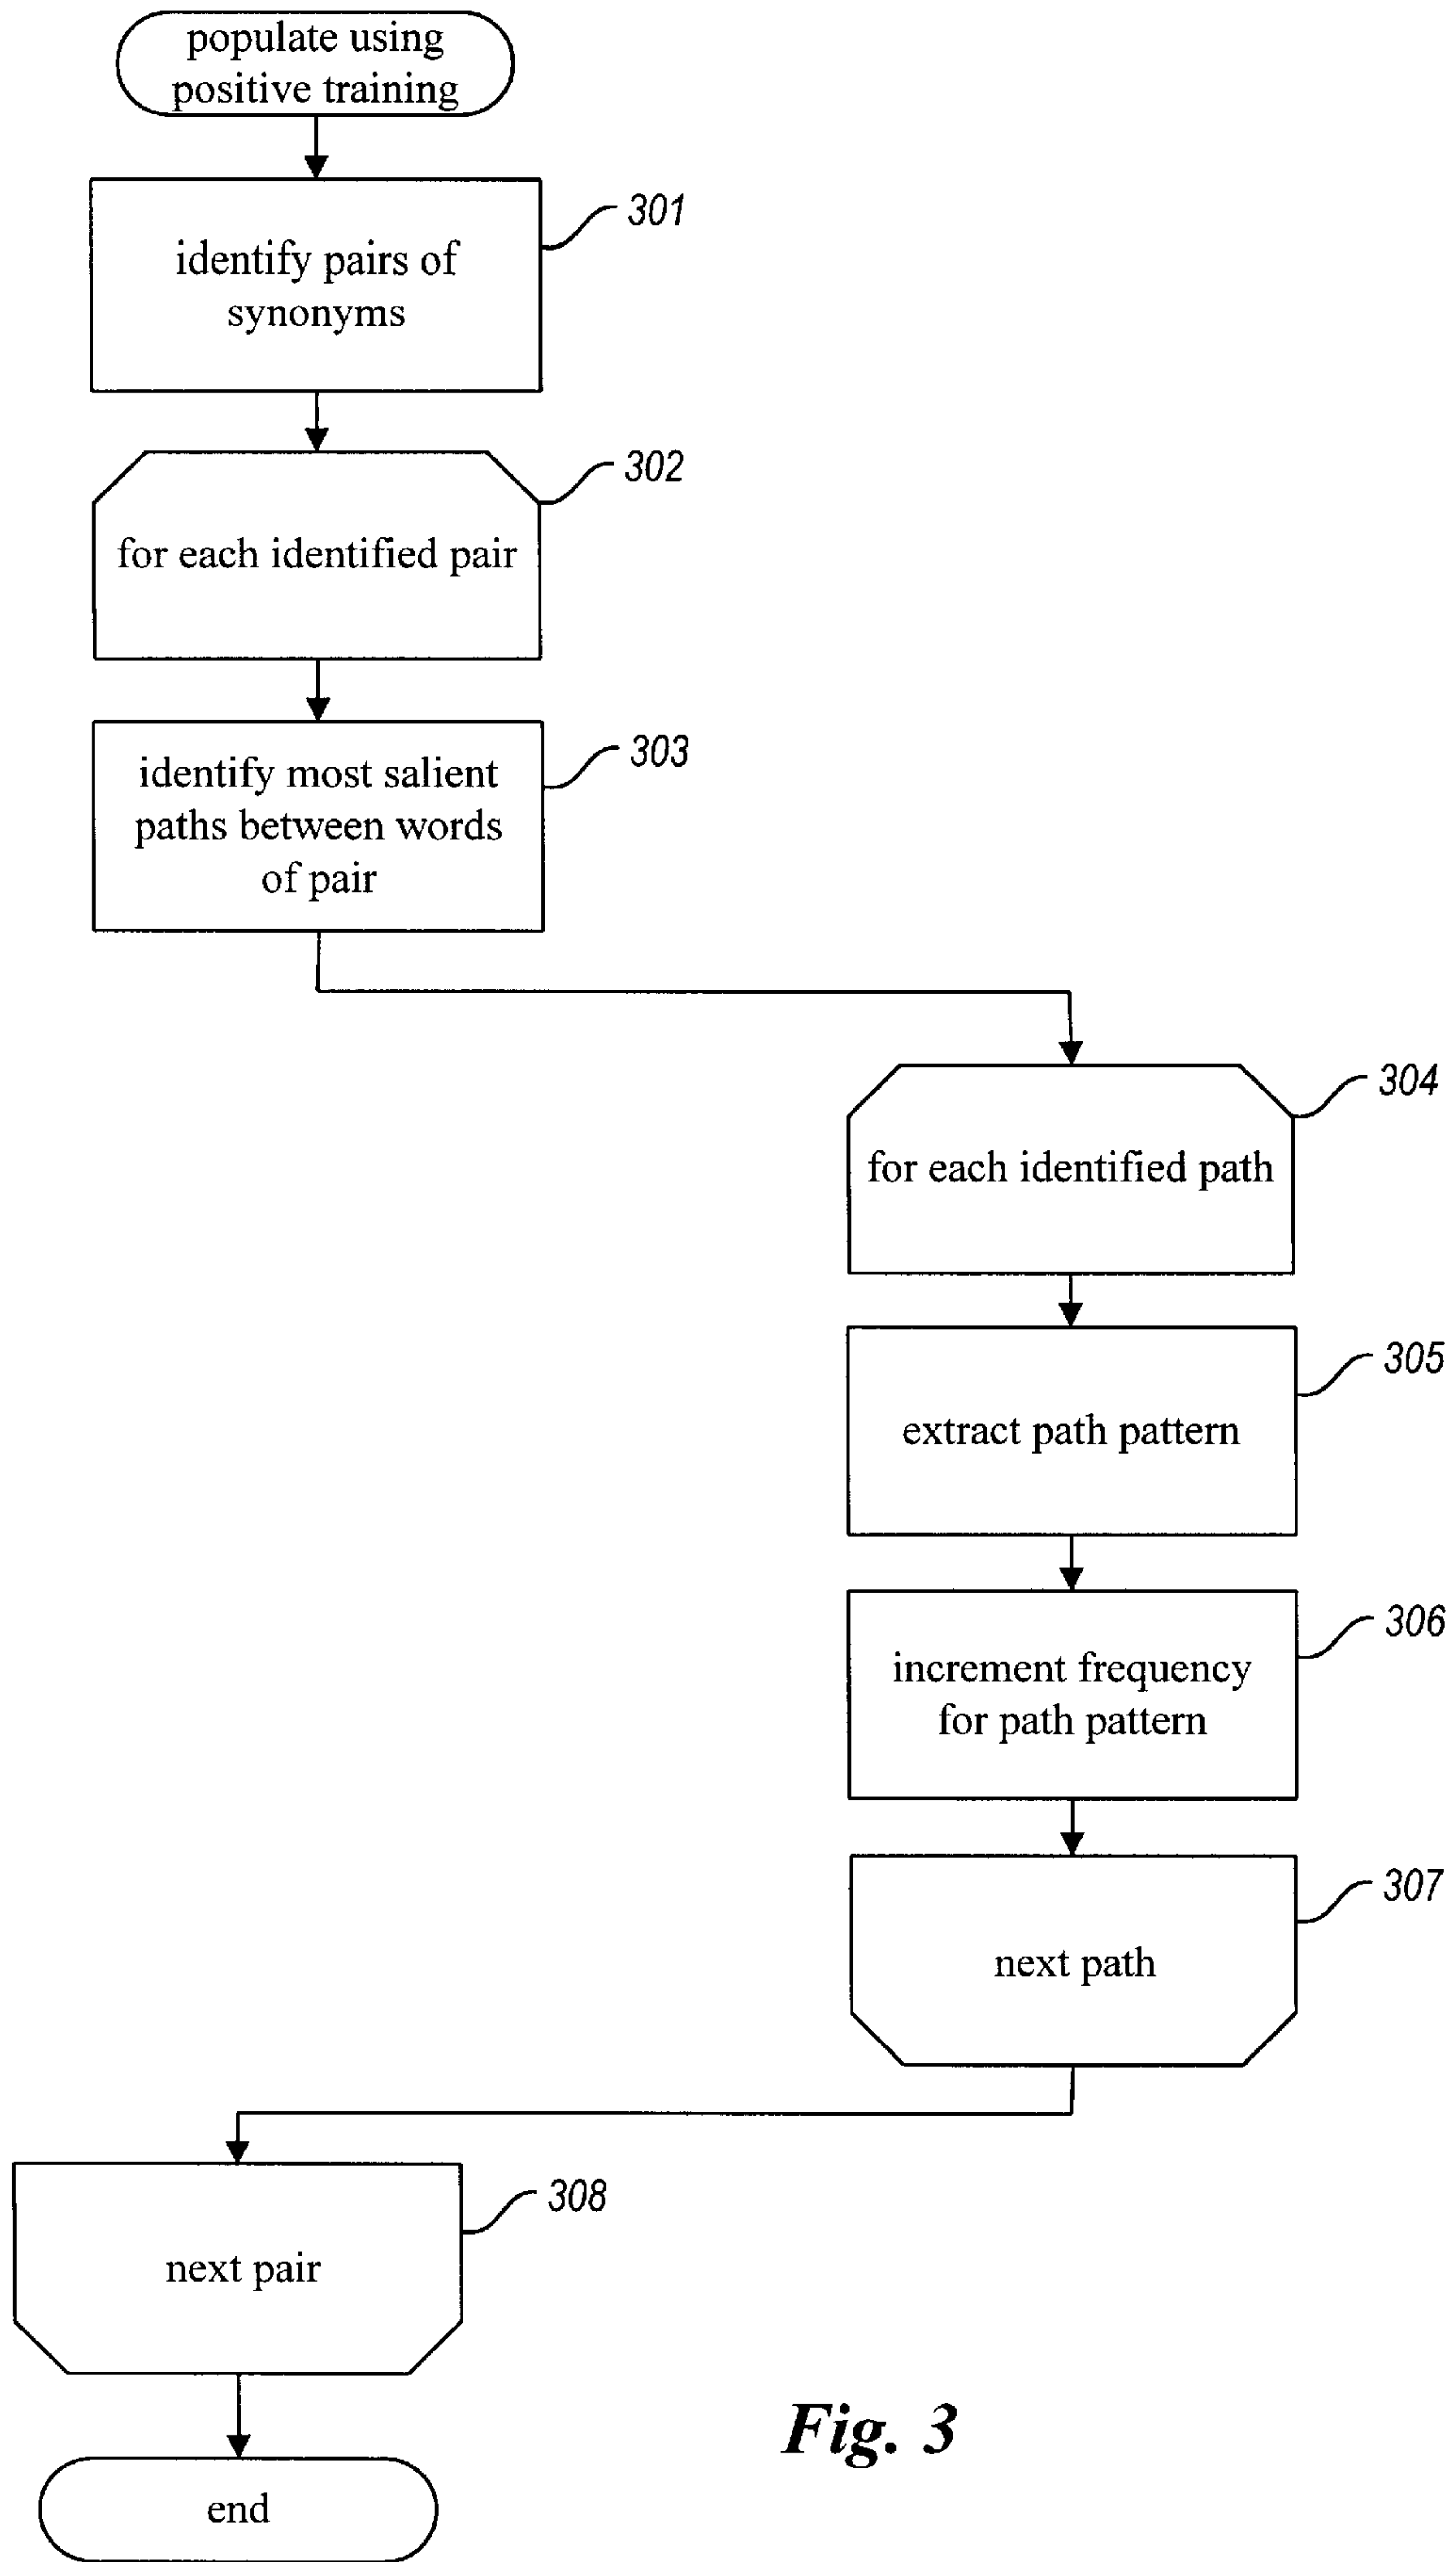 populate using
positive training
301
identify pairs of
synonyms
302
for each identified pair
303
identify most salient
paths between words
of pair
304
for each identified path
305
extract path pattern
306
increment frequency
for path pattern
307
next path
308
next pair
Fig. 3
end